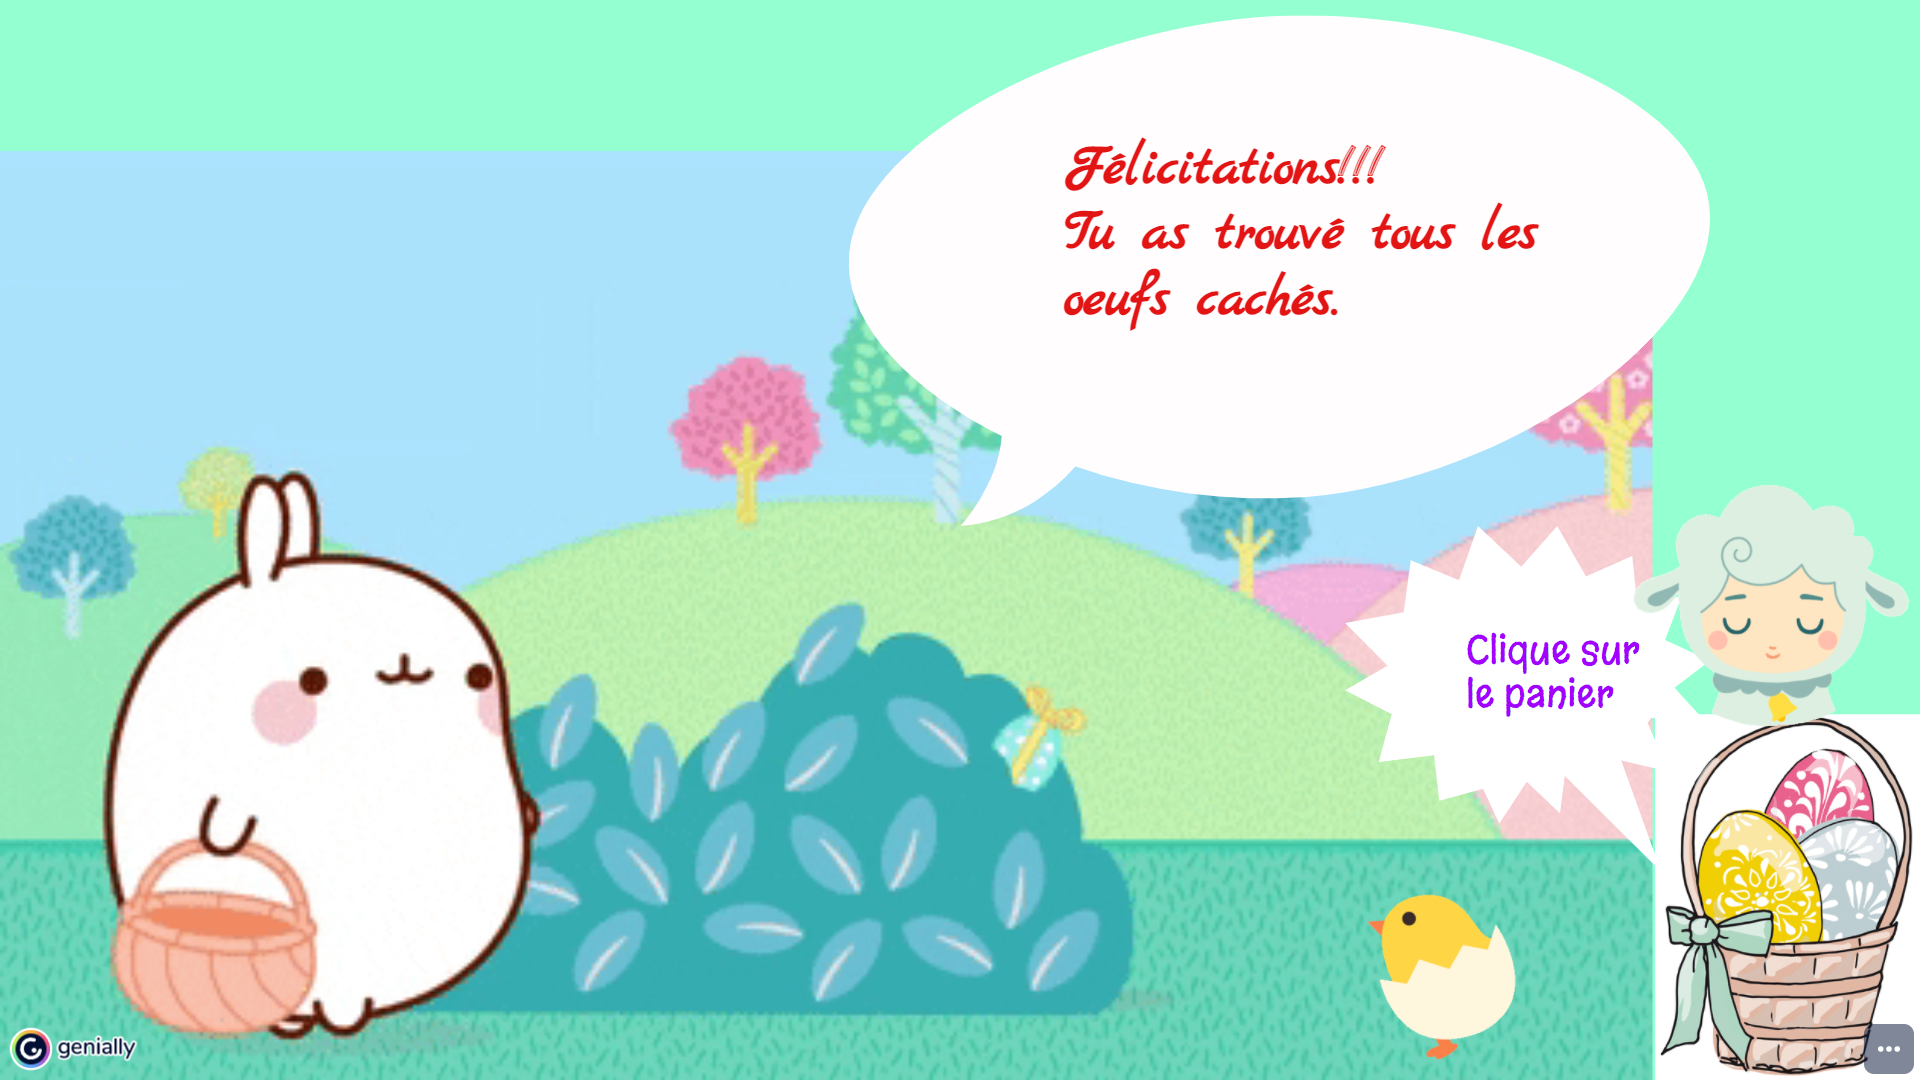 Félicitations!!!
Tu as trouvé tous les
oeufs cachés.
Clique sur
le panier
genially